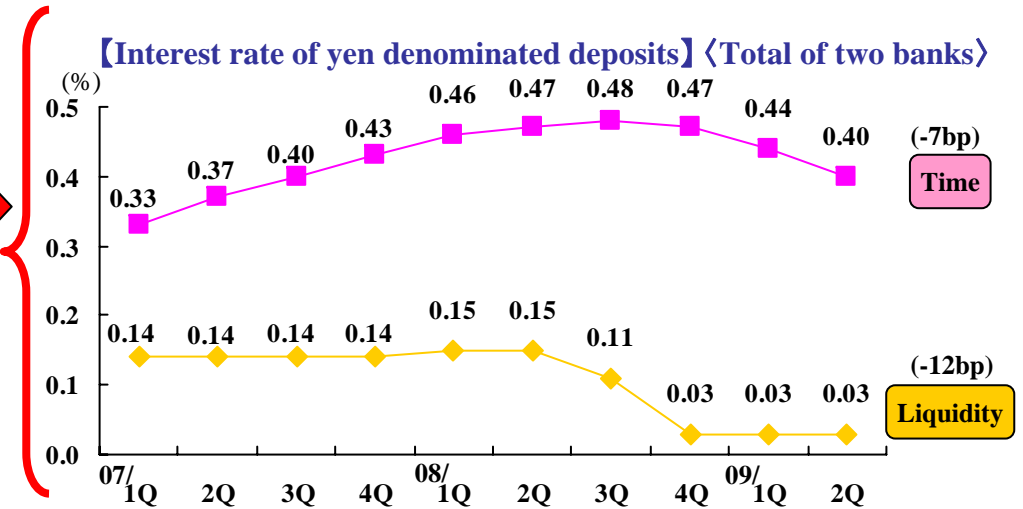 【Interest rate of yen denominated deposits】〈Total of two banks〉
(%)
0.5
0.4
0.3
0.2
0.1
0.0
0.33 0.37 0.40 0.43 0.46 0.47 0.48 0.47 0.44 0.40
(-7bp)
Time
0.14 0.14 0.14 0.14 0.15 0.15 0.11 0.03 0.03 0.03
(-12bp)
Liquidity
07/ 08/ 09/
1Q 2Q 3Q 4Q 1Q 2Q 3Q 4Q 1Q 2Q